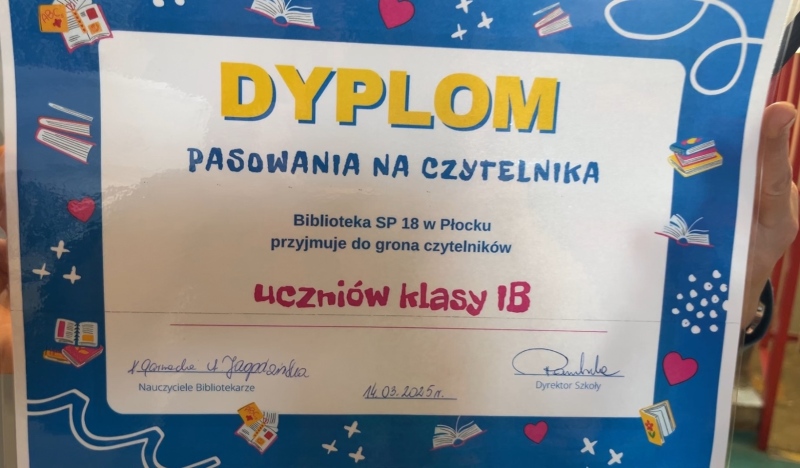 DYPLOM
PASOWANIA NA CZYTELNIKA
Biblioteka SP 18 w Płocku
przyjmuje do grona czytelników
uczniów klasy IB
Nauczyciele Bibliotekarze
14.03.2025r.
Dyrektor Szkoły